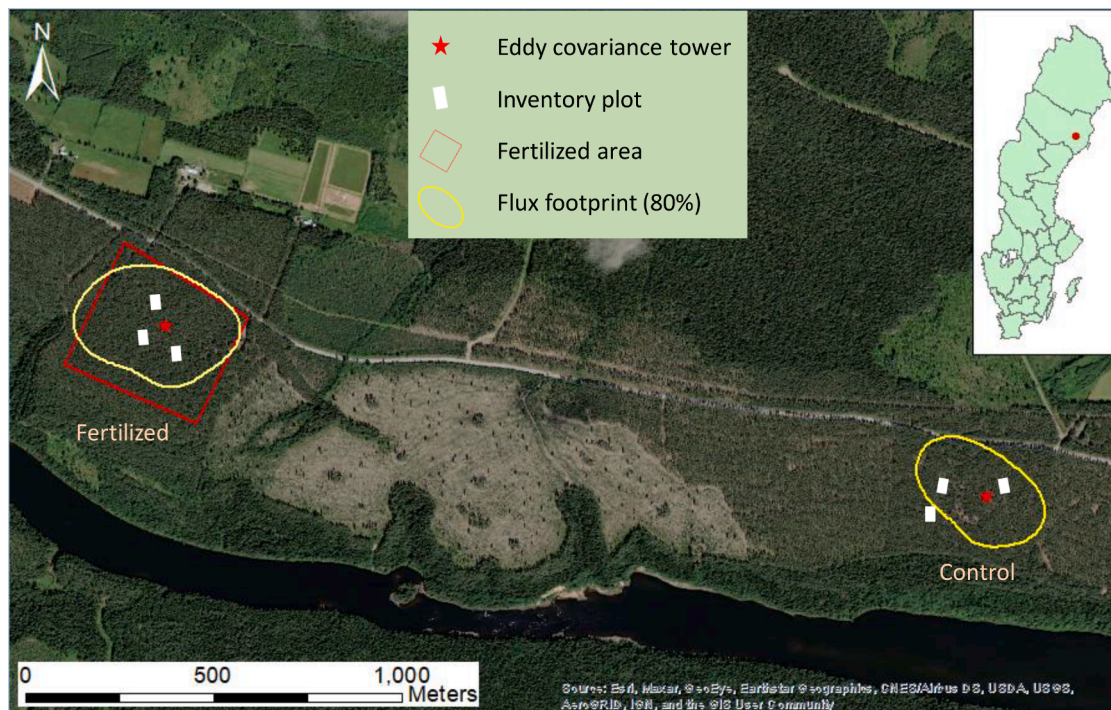 N
Eddy covariance tower
Inventory plot
Fertilized area
Flux footprint (80%)
Fertilized
Control
0 500 1,000
Meters
Source: Esri, Maxar, GeoEye, Earthstar Geographics, CNES/Airbus DS, USDA, USGS,
AeroGRID, IGN, and the GIS User Community